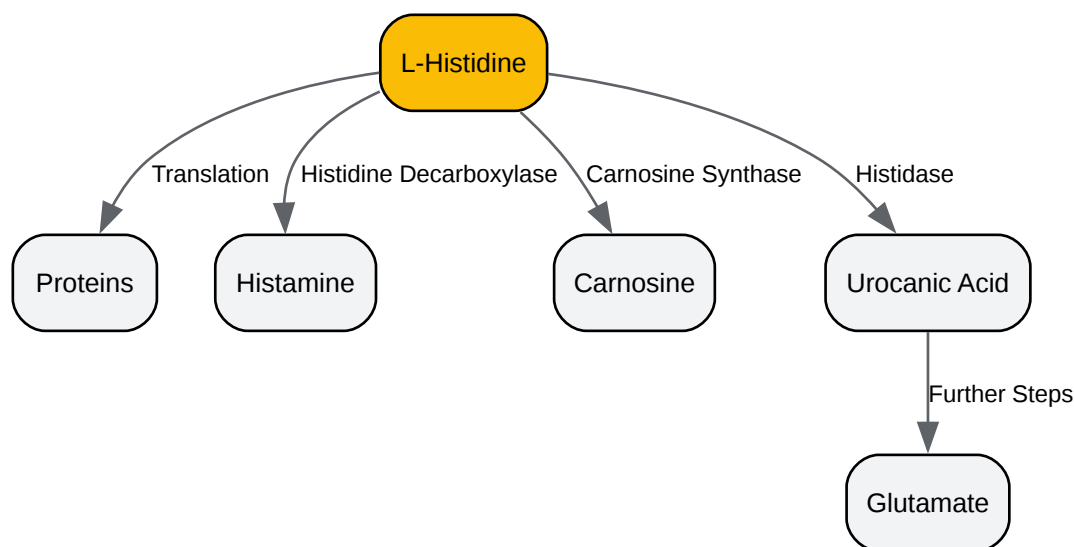 L-Histidine
Translation
Histidine Decarboxylase
Carnosine Synthase
Histidase
Proteins
Histamine
Carnosine
Urocanic Acid
Further Steps
Glutamate